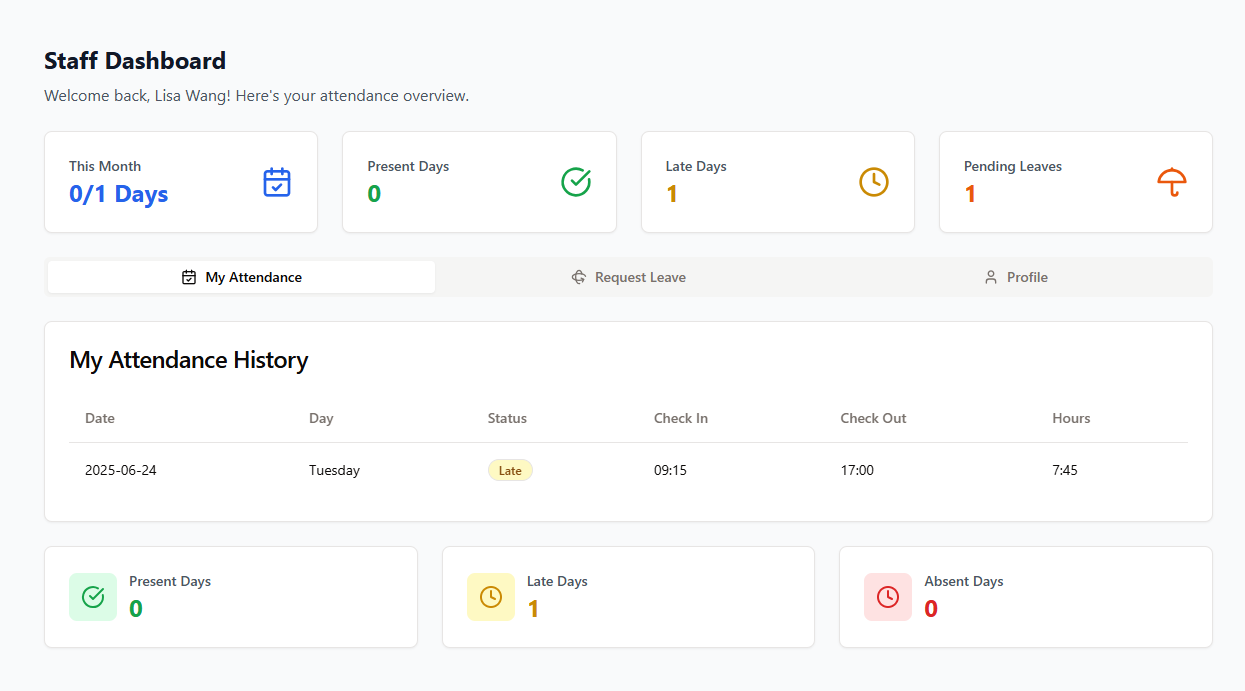 Staff Dashboard
Welcome back, Lisa Wang! Here's your attendance overview.
This Month
0/1 Days
Present Days
0
Late Days
1
Pending Leaves
1
My Attendance
Request Leave
Profile
My Attendance History
Date Day Status Check In Check Out Hours
2025-06-24 Tuesday Late 09:15 17:00 7:45
Present Days
0
Late Days
1
Absent Days
0